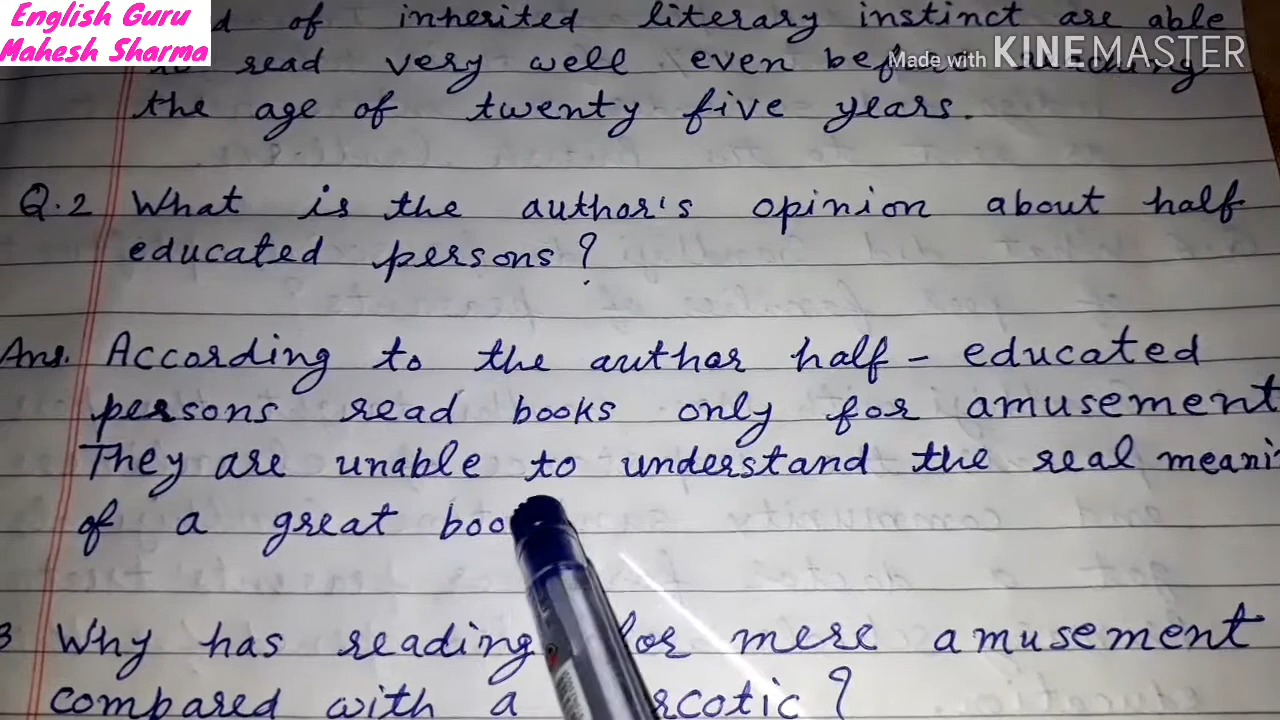 English Guru
Mahesh Sharma
Made with KINEMASTER
of inherited literary instinct are able
read very well even
the age of twenty five years.
Q.2 What is the author's opinion about half
educated persons?
Ans. According to the author half - educated
persons read books only for amusement
They are unable to understand the real
of a great
Why has reading for mere amusement
compared with a